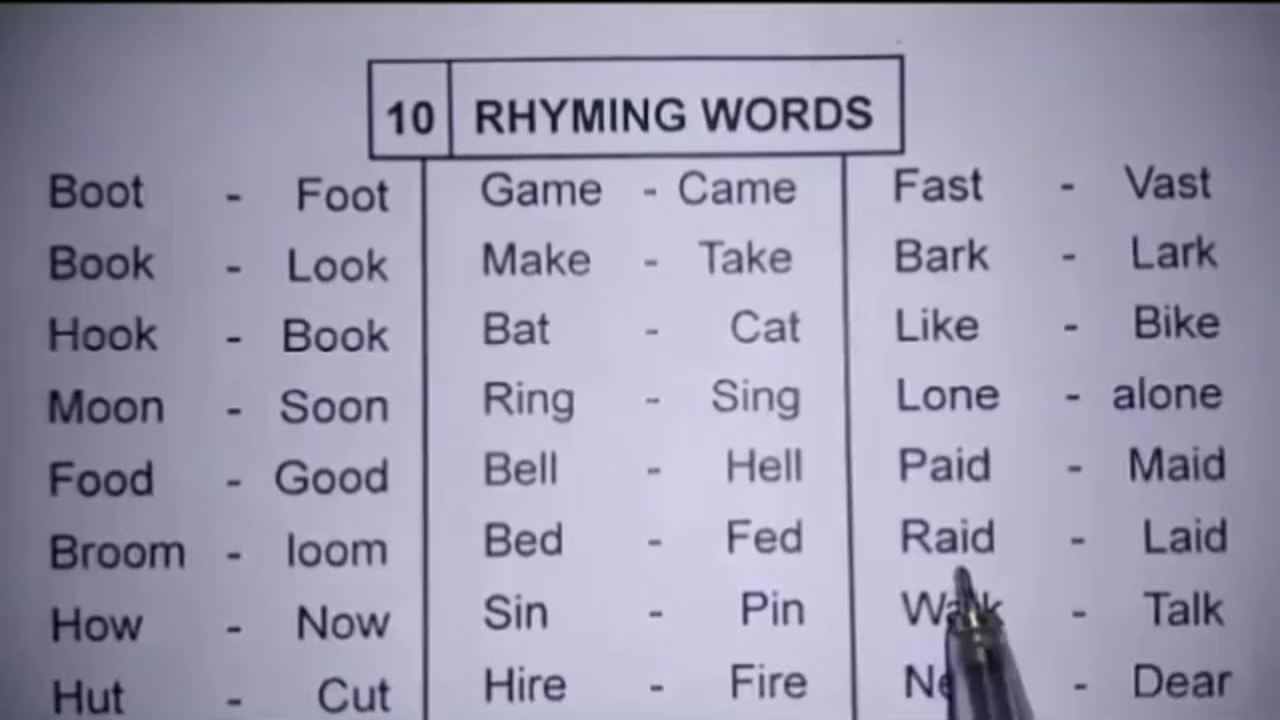 10 RHYMING WORDS
Boot - Foot
Book - Look
Hook - Book
Moon - Soon
Food - Good
Broom - loom
How - Now
Hut - Cut
Game - Came
Make - Take
Bat - Cat
Ring - Sing
Bell - Hell
Bed - Fed
Sin - Pin
Hire - Fire
Fast - Vast
Bark - Lark
Like - Bike
Lone - alone
Paid - Maid
Raid - Laid
Walk - Talk
- Dear